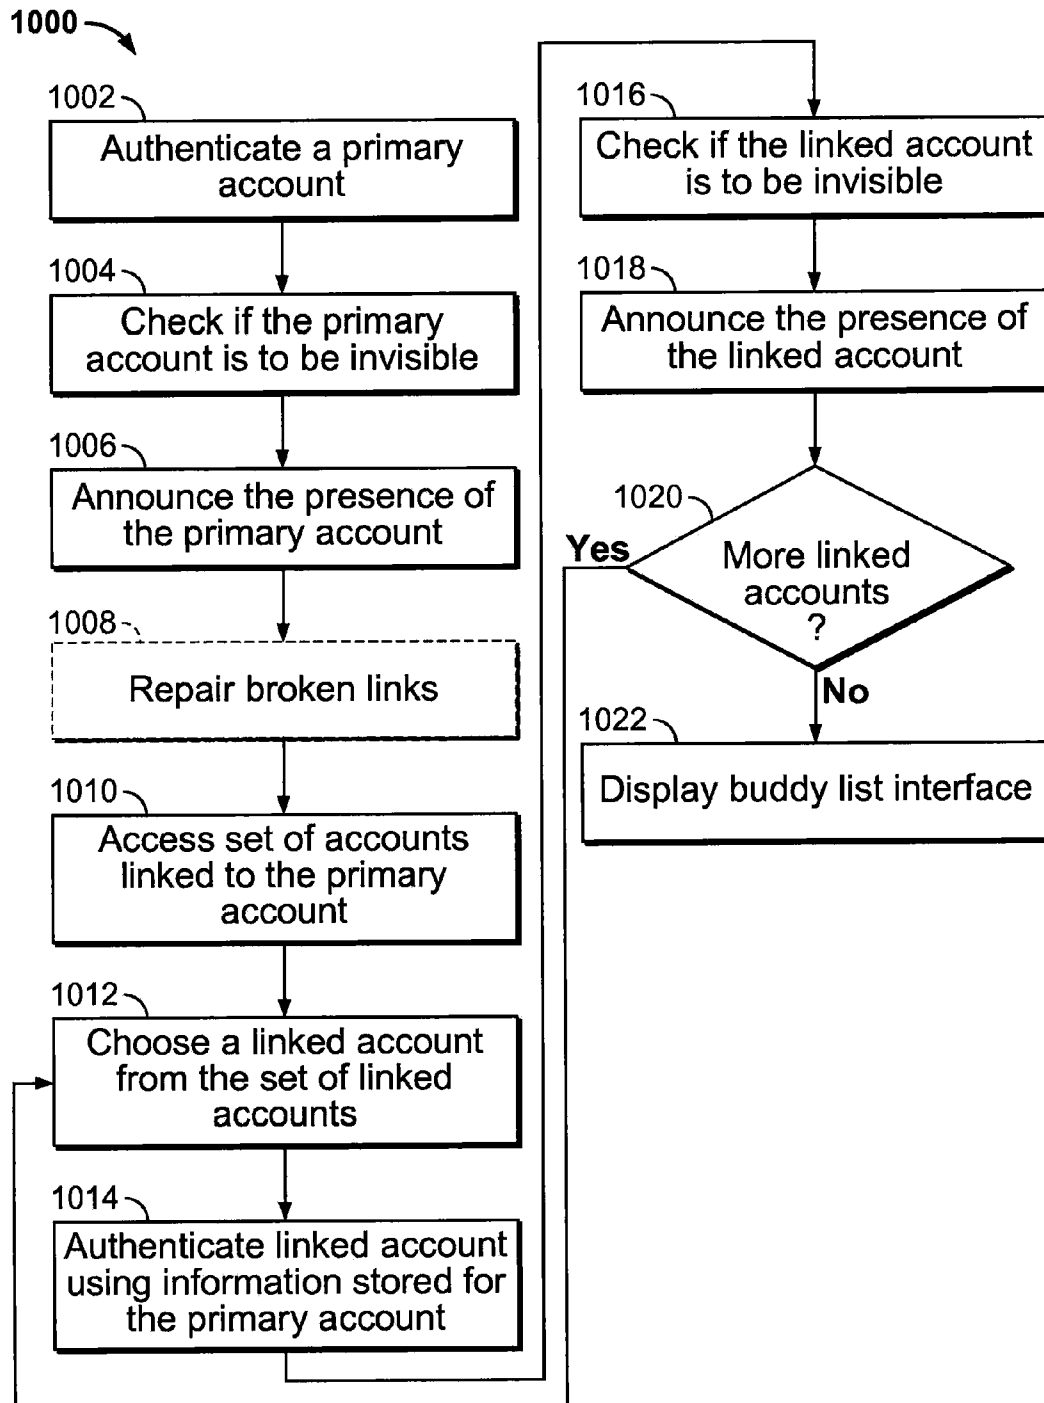 1000
1002
Authenticate a primary
account
1004
Check if the primary
account is to be invisible
1006
Announce the presence of
the primary account
1008
Repair broken links
1010
Access set of accounts
linked to the primary
account
1012
Choose a linked account
from the set of linked
accounts
1014
Authenticate linked account
using information stored for
the primary account
1016
Check if the linked account
is to be invisible
1018
Announce the presence of
the linked account
1020
Yes
More linked
accounts
?
No
1022
Display buddy list interface